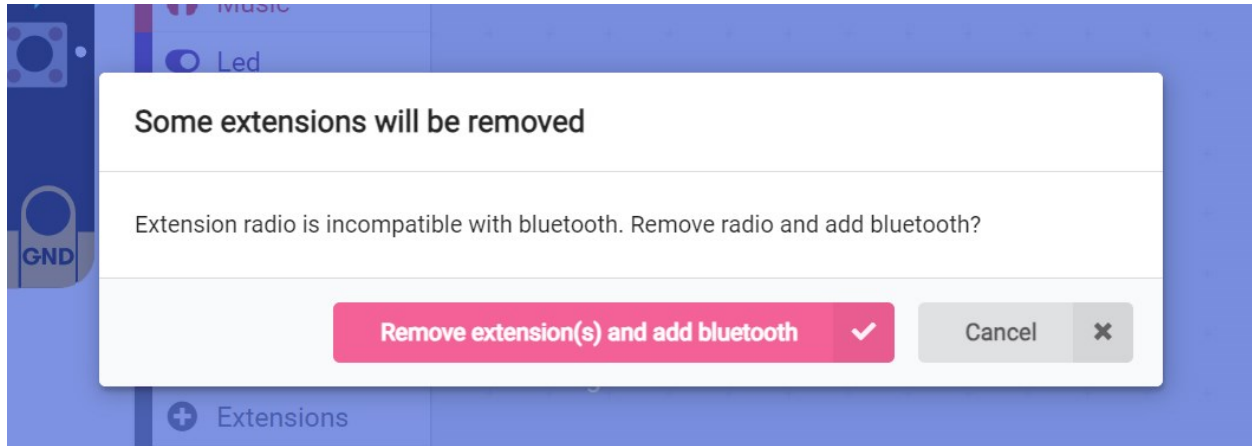 Music
Led
Some extensions will be removed
Extension radio is incompatible with bluetooth. Remove radio and add bluetooth?
GND
Remove extension(s) and add bluetooth
Cancel
Extensions